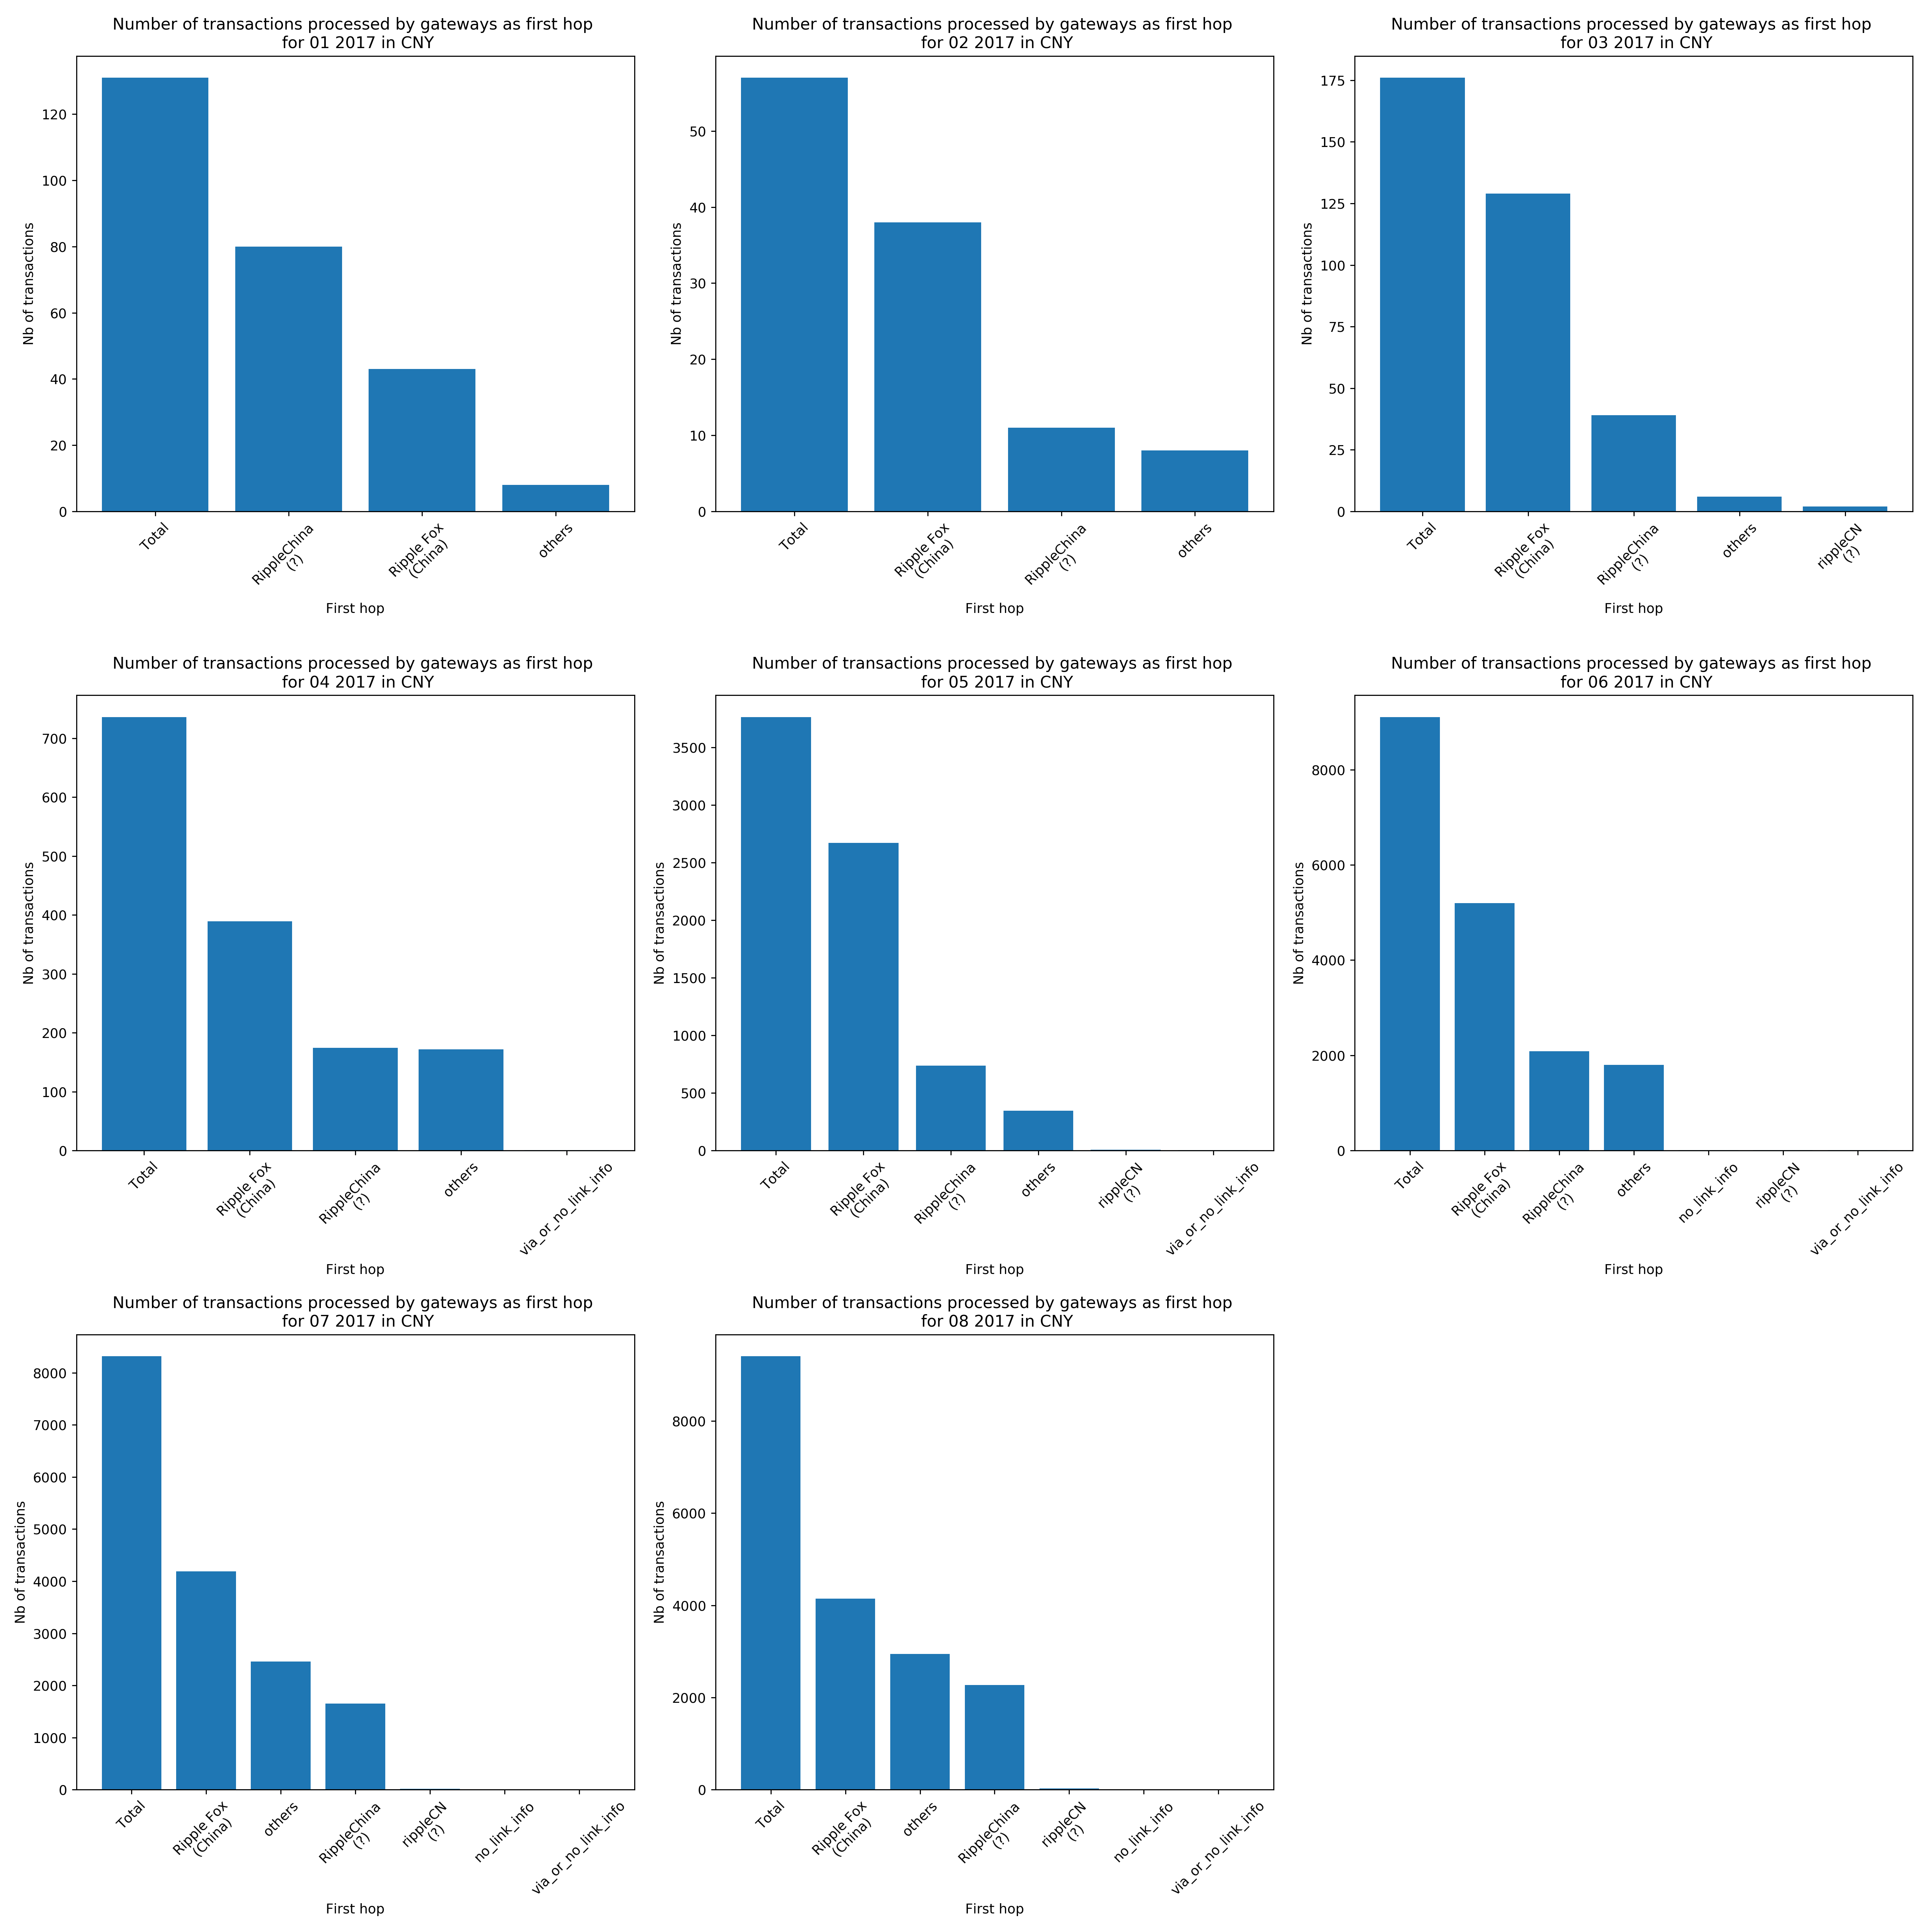 Number of transactions processed by gateways as first hop
for 01 2017 in CNY
Nb of transactions
120
100
80
60
40
20
0
Total
RippleChina
(?)
Ripple Fox
(China)
others
First hop
Number of transactions processed by gateways as first hop
for 02 2017 in CNY
Nb of transactions
50
40
30
20
10
0
Total
Ripple Fox
(China)
RippleChina
(?)
others
First hop
Number of transactions processed by gateways as first hop
for 03 2017 in CNY
Nb of transactions
175
150
125
100
75
50
25
0
Total
Ripple Fox
(China)
RippleChina
(?)
others
rippleCN
(?)
First hop
Number of transactions processed by gateways as first hop
for 04 2017 in CNY
Nb of transactions
700
600
500
400
300
200
100
0
Total
Ripple Fox
(China)
RippleChina
(?)
others
via_or_no_link_info
First hop
Number of transactions processed by gateways as first hop
for 05 2017 in CNY
Nb of transactions
3500
3000
2500
2000
1500
1000
500
0
Total
Ripple Fox
(China)
RippleChina
(?)
others
rippleCN
(?)
via_or_no_link_info
First hop
Number of transactions processed by gateways as first hop
for 06 2017 in CNY
Nb of transactions
8000
6000
4000
2000
0
Total
Ripple Fox
(China)
RippleChina
(?)
others
no_link_info
rippleCN
(?)
via_or_no_link_info
First hop
Number of transactions processed by gateways as first hop
for 07 2017 in CNY
Nb of transactions
8000
7000
6000
5000
4000
3000
2000
1000
0
Total
Ripple Fox
(China)
others
RippleChina
(?)
rippleCN
(?)
no_link_info
via_or_no_link_info
First hop
Number of transactions processed by gateways as first hop
for 08 2017 in CNY
Nb of transactions
8000
6000
4000
2000
0
Total
Ripple Fox
(China)
others
RippleChina
(?)
rippleCN
(?)
no_link_info
via_or_no_link_info
First hop